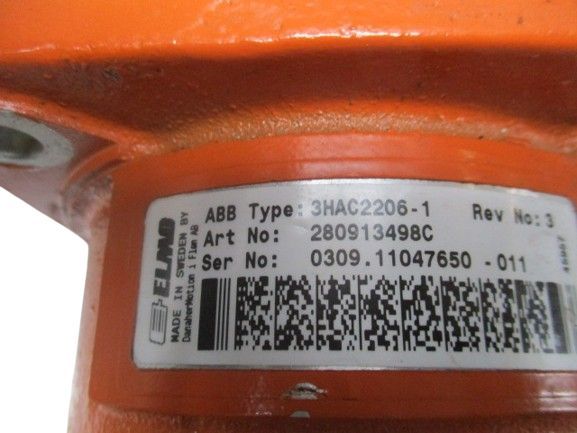 ABB Type: 3HAC2206-1 Rev No: 3
Art No: 280913498C
Ser No: 0309.11047650 -011
ELMO
MADE IN SWEDEN BY
DanaherMotion i Flen AB